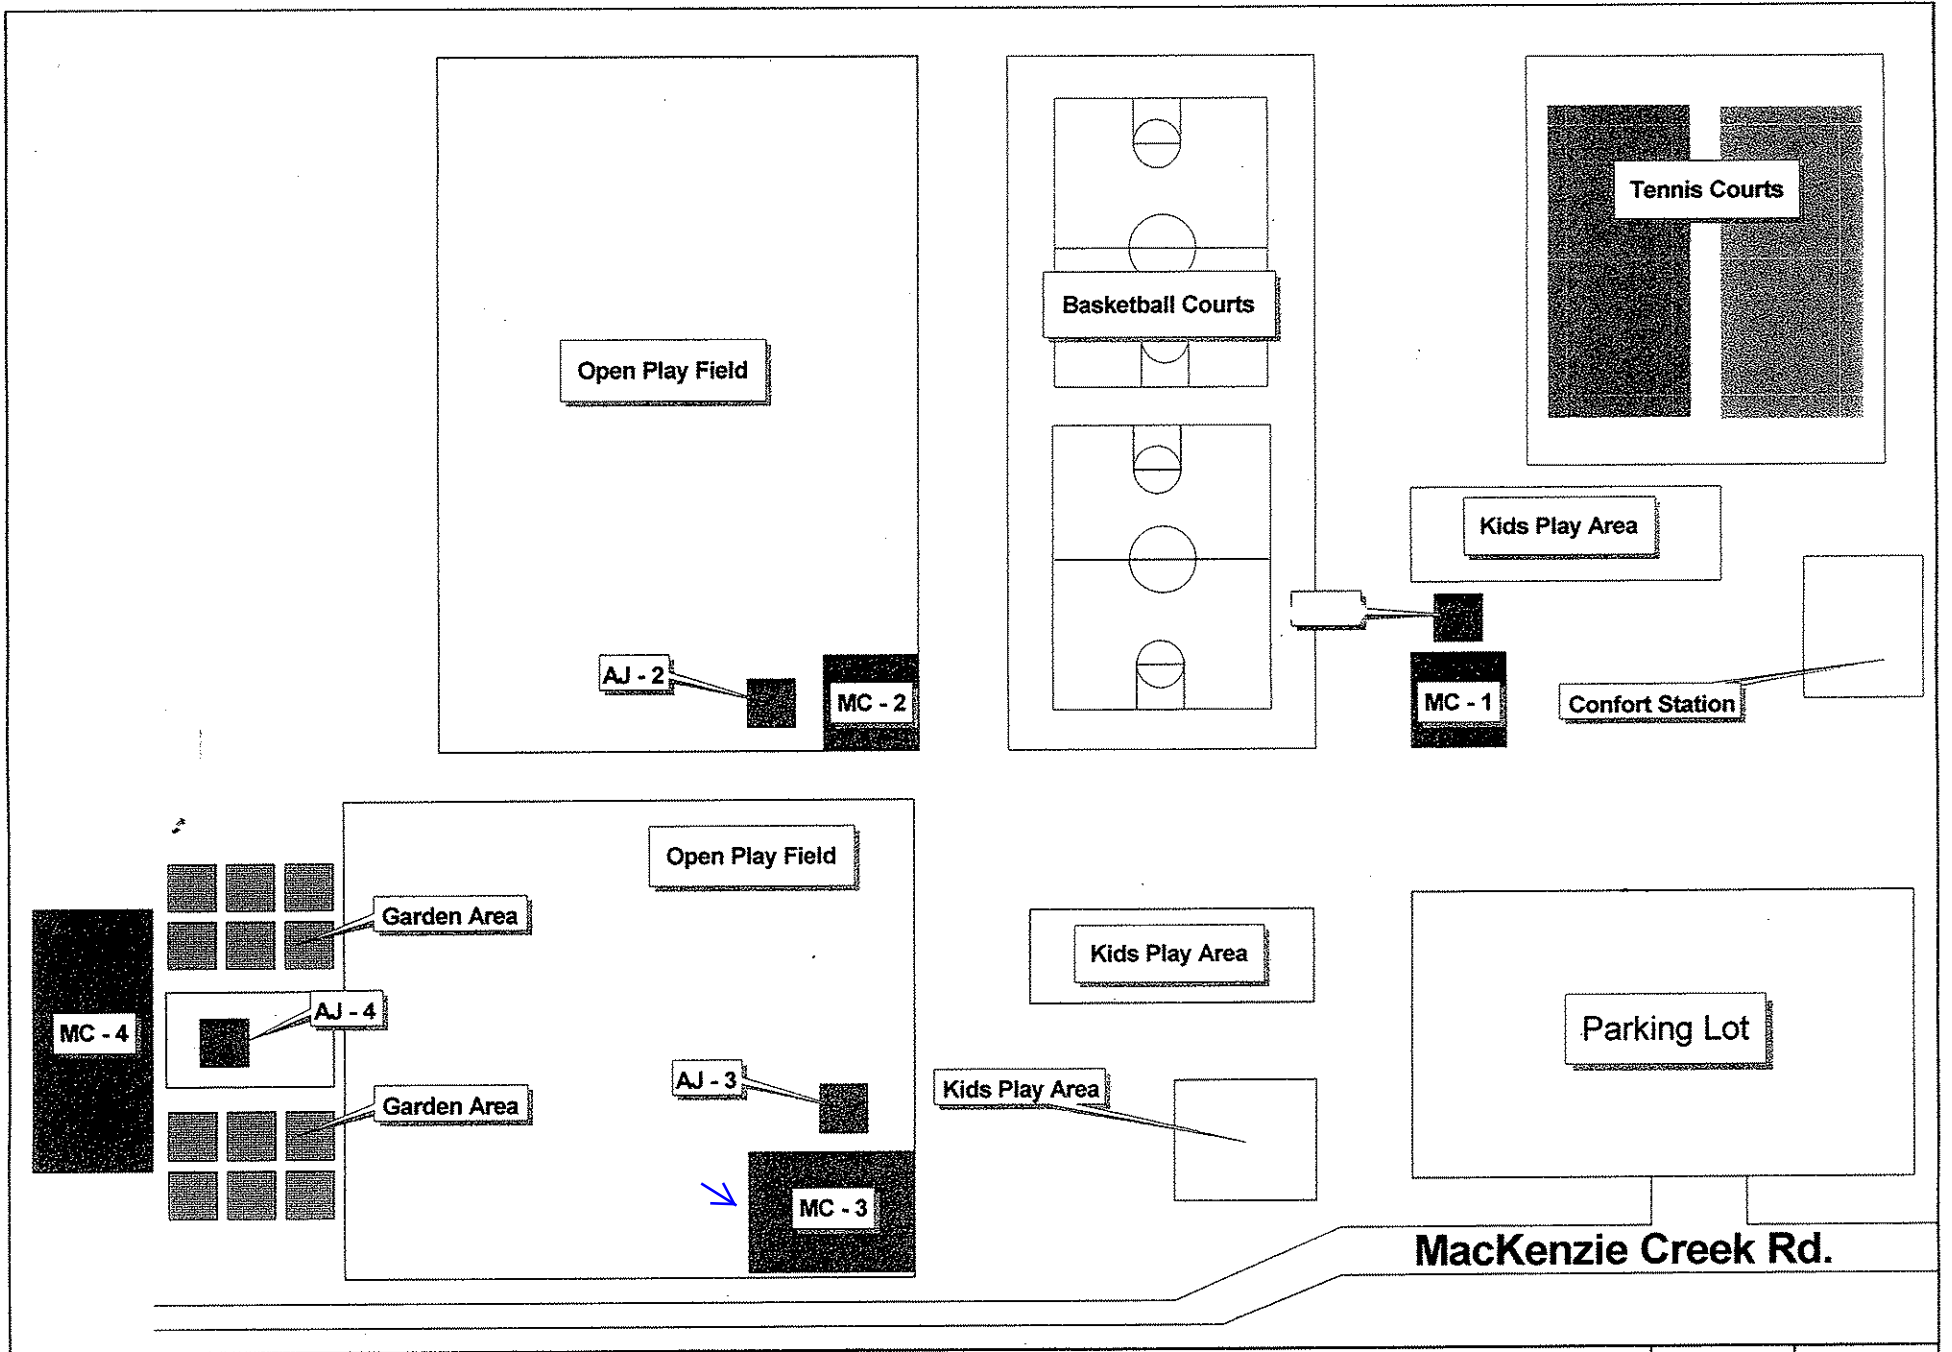 Tennis Courts
Basketball Courts
Open Play Field
Kids Play Area
AJ - 2
MC - 2
MC - 1
Confort Station
Open Play Field
Garden Area
Kids Play Area
AJ - 4
MC - 4
Parking Lot
AJ - 3
Kids Play Area
Garden Area
MC - 3
MacKenzie Creek Rd.